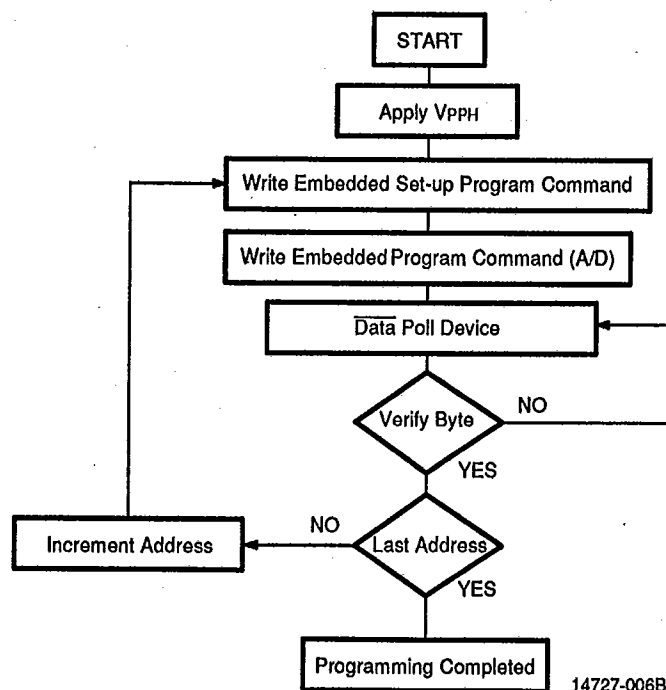 START
Apply VPPH
Write Embedded Set-up Program Command
Write Embedded Program Command (A/D)
Data Poll Device
Verify Byte
NO
YES
NO
Increment Address
Last Address
YES
Programming Completed
14727-006B